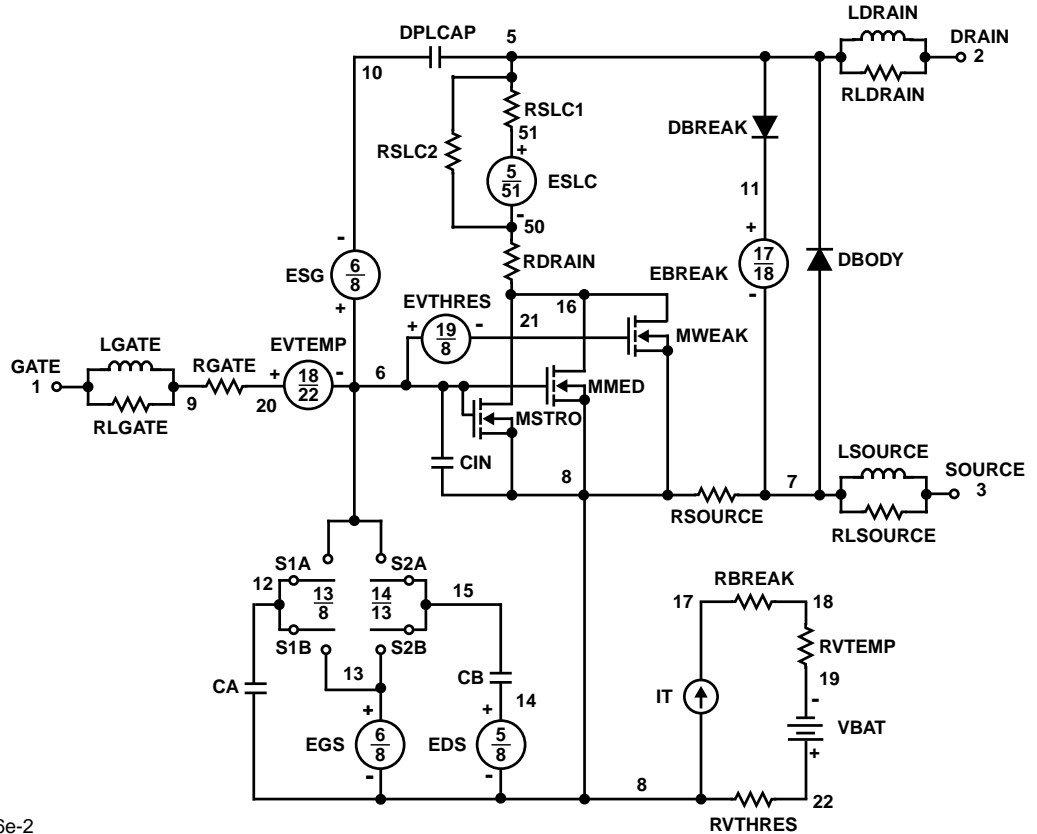 LDRAIN
DPLCAP 5 DRAIN
10 2
RSLC1 RLDRAIN
51 DBREAK
RSLC2 +
5
51 ESLC
11
-
50
- +
ESG 6
8
RDRAIN EBREAK 17
18 DBODY
+ EVTHRES 16 -
+ 19
8 - 21 MWEAK
LGATE EVTEMP
GATE RGATE + 18
22 - 6 MMED
1 9 20 MSTRO
RLGATE
CIN LSOURCE
8 7 SOURCE
3
RSOURCE RLSOURCE
S1A S2A
12 13
8 14
13 15 RBREAK
17 18
S1B S2B RVTEMP
13 CB 19
CA 14 IT -
+ + VBAT
EGS 6
8 EDS 5
8 +
- - 8 22
RVTHRES
6e-2